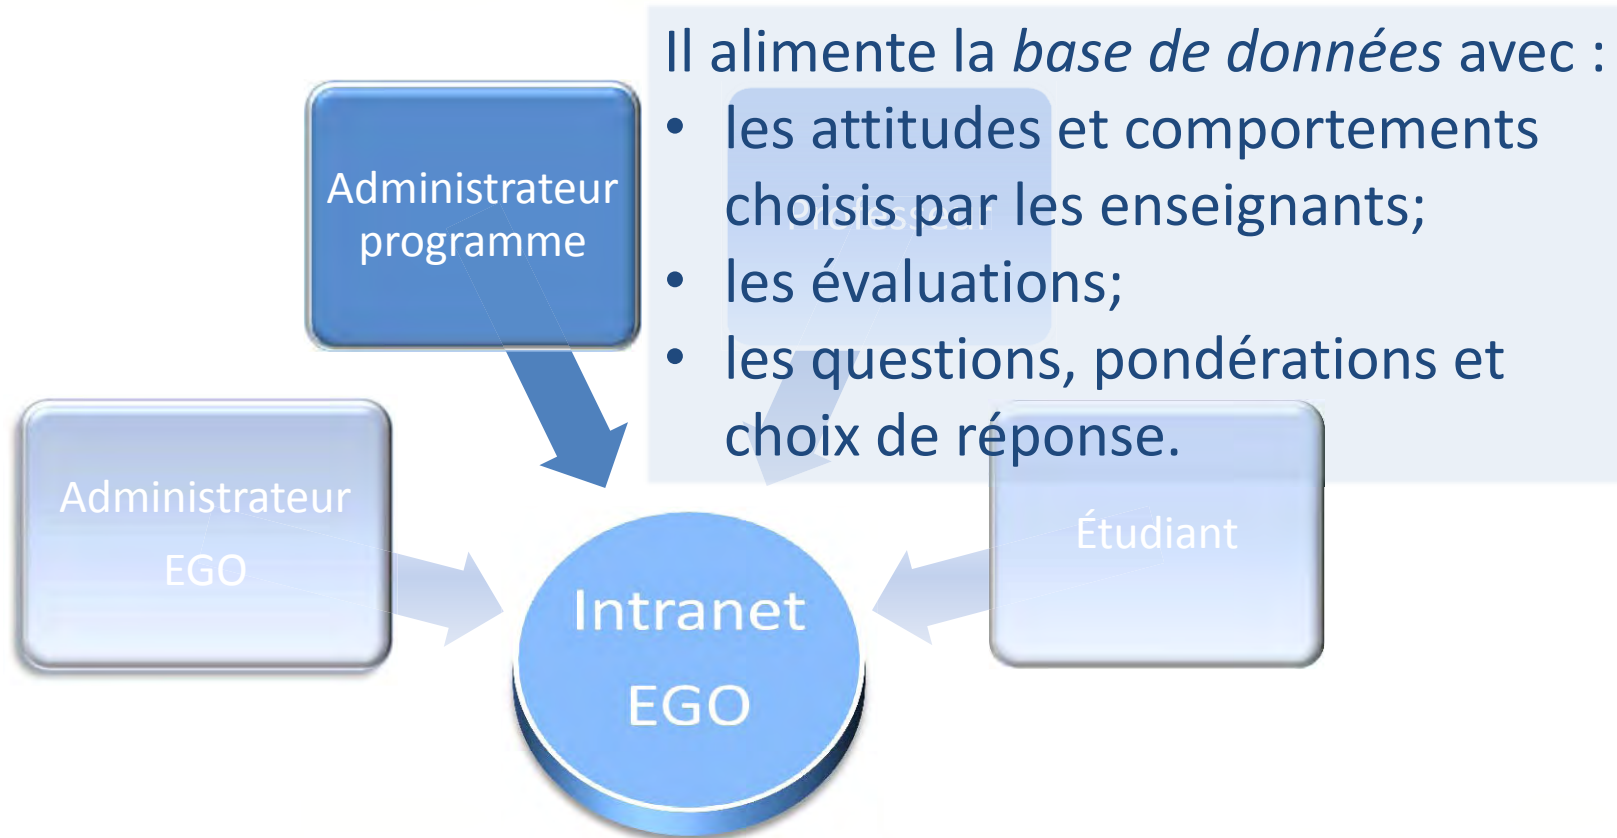 Il alimente la base de données avec :
• les attitudes et comportements
choisis par les enseignants;
• les évaluations;
• les questions, pondérations et
choix de réponse.
Administrateur
programme
Professeur
Administrateur
EGO
Étudiant
Intranet
EGO